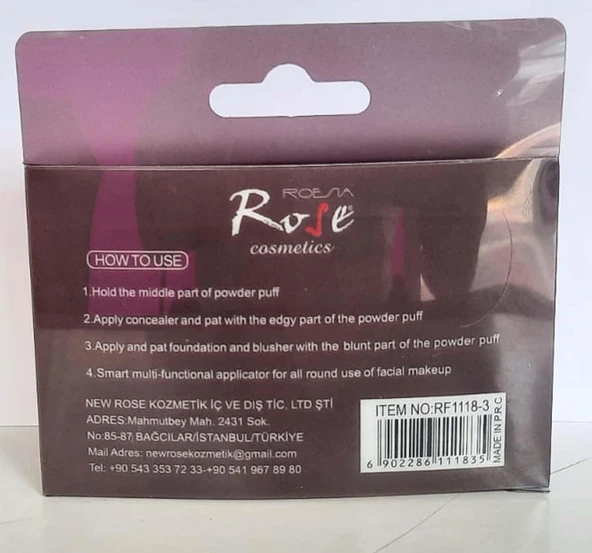 ROENA
Rose®
cosmetics
HOW TO USE
1.Hold the middle part of powder puff
2.Apply concealer and pat with the edgy part of the powder puff
3.Apply and pat foundation and blusher with the blunt part of the powder puff
4.Smart multi-functional applicator for all round use of facial makeup
NEW ROSE KOZMETİK İÇ VE DIŞ TİC. LTD ŞTİ
ADRES:Mahmutbey Mah. 2431 Sok.
No:85-87 BAĞCILAR/İSTANBUL/TÜRKİYE
Mail Adres: newrosekozmetik@gmail.com
Tel: +90 543 353 72 33-+90 541 967 89 80
ITEM NO:RF1118-3
6 902286 111835
MADE IN P.R.C